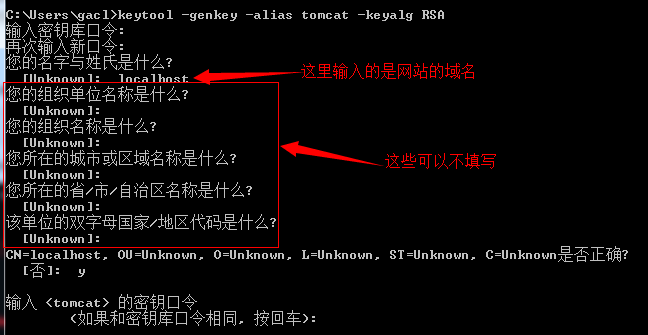 C:\Users\gacl>keytool -genkey -alias tomcat -keyalg RSA
输入密钥库口令:
再次输入新口令:
您的名字与姓氏是什么?
[Unknown]: localhost
这里输入的是网站的域名
您的组织单位名称是什么?
[Unknown]:
您的组织名称是什么?
[Unknown]:
您所在的城市或区域名称是什么?
[Unknown]:
您所在的省/市/自治区名称是什么?
[Unknown]:
该单位的双字母国家/地区代码是什么?
[Unknown]:
这些可以不填写
CN=localhost, OU=Unknown, O=Unknown, L=Unknown, ST=Unknown, C=Unknown是否正确?
[否]: y
输入 <tomcat> 的密钥口令
(如果和密钥库口令相同, 按回车):